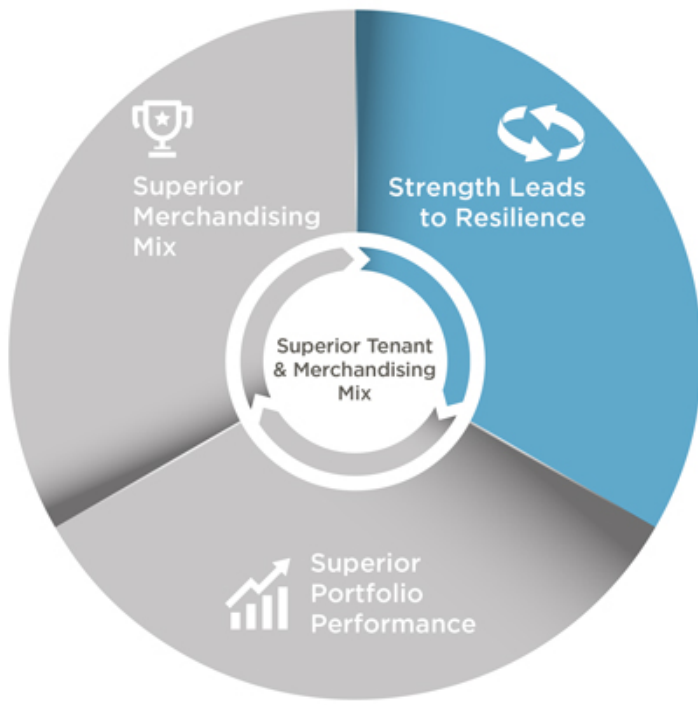 Superior
Merchandising
Mix
Strength Leads
to Resilience
Superior Tenant
& Merchandising
Mix
Superior
Portfolio
Performance